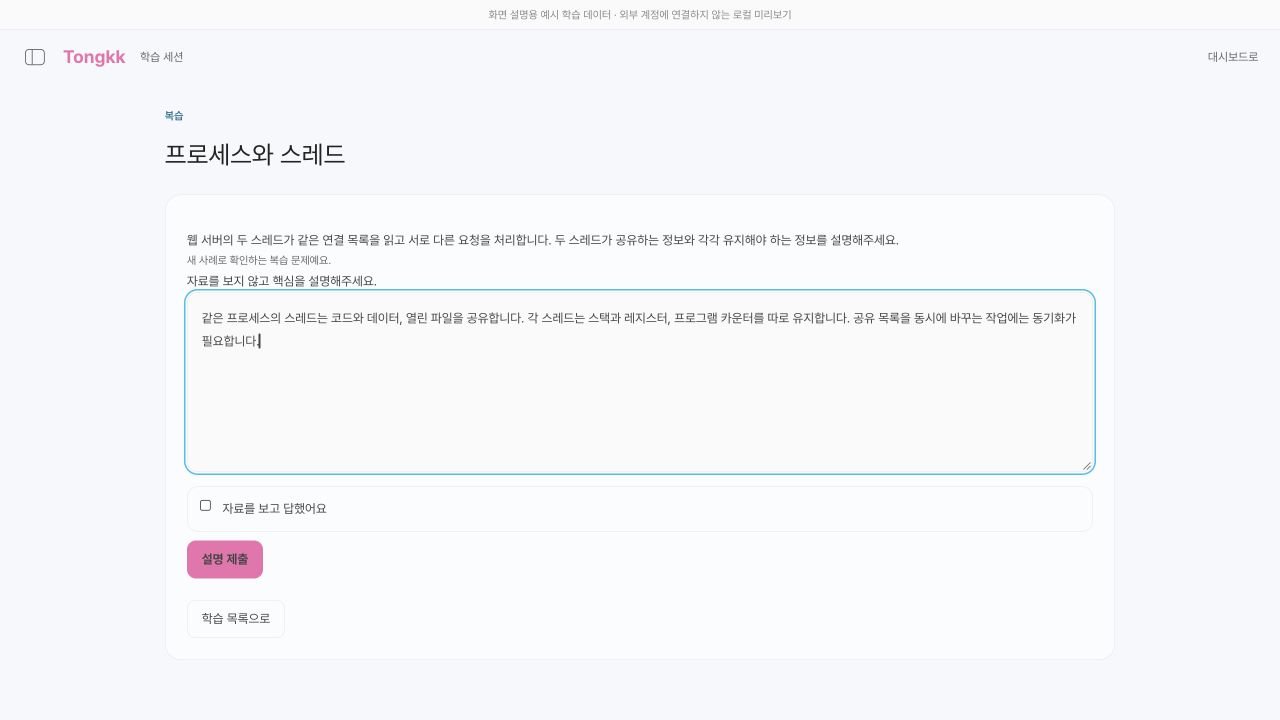 화면 설명용 예시 학습 데이터 · 외부 계정에 연결하지 않는 로컬 미리보기
Tongkk 학습 세션 대시보드로
복습
프로세스와 스레드
웹 서버의 두 스레드가 같은 연결 목록을 읽고 서로 다른 요청을 처리합니다. 두 스레드가 공유하는 정보와 각각 유지해야 하는 정보를 설명해주세요.
새 사례로 확인하는 복습 문제예요.
자료를 보지 않고 핵심을 설명해주세요.
같은 프로세스의 스레드는 코드와 데이터, 열린 파일을 공유합니다. 각 스레드는 스택과 레지스터, 프로그램 카운터를 따로 유지합니다. 공유 목록을 동시에 바꾸는 작업에는 동기화가
필요합니다.
자료를 보고 답했어요
설명 제출
학습 목록으로